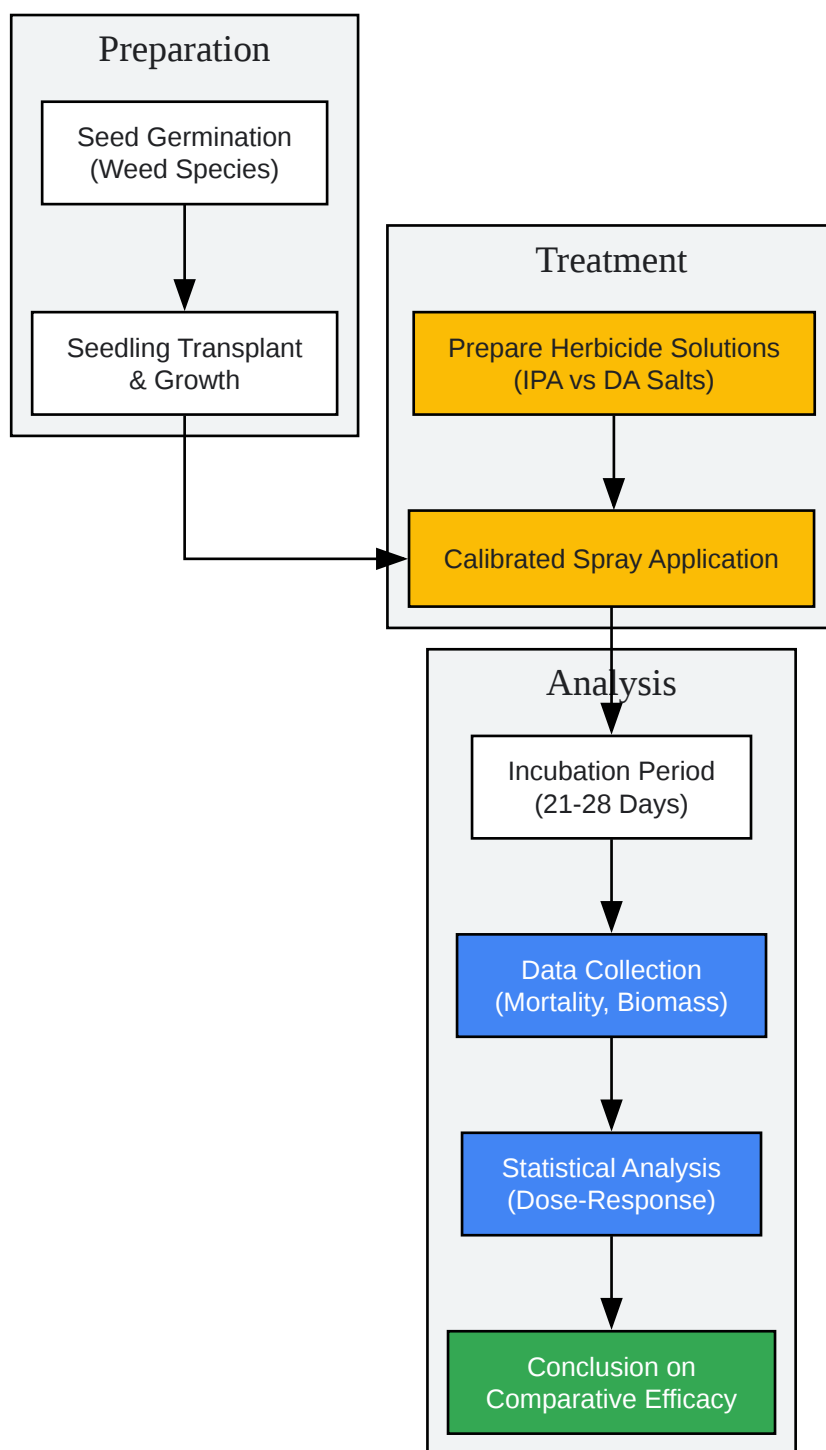 Preparation
Seed Germination
(Weed Species)
Seedling Transplant
& Growth
Treatment
Prepare Herbicide Solutions
(IPA vs DA Salts)
Calibrated Spray Application
Analysis
Incubation Period
(21-28 Days)
Data Collection
(Mortality, Biomass)
Statistical Analysis
(Dose-Response)
Conclusion on
Comparative Efficacy